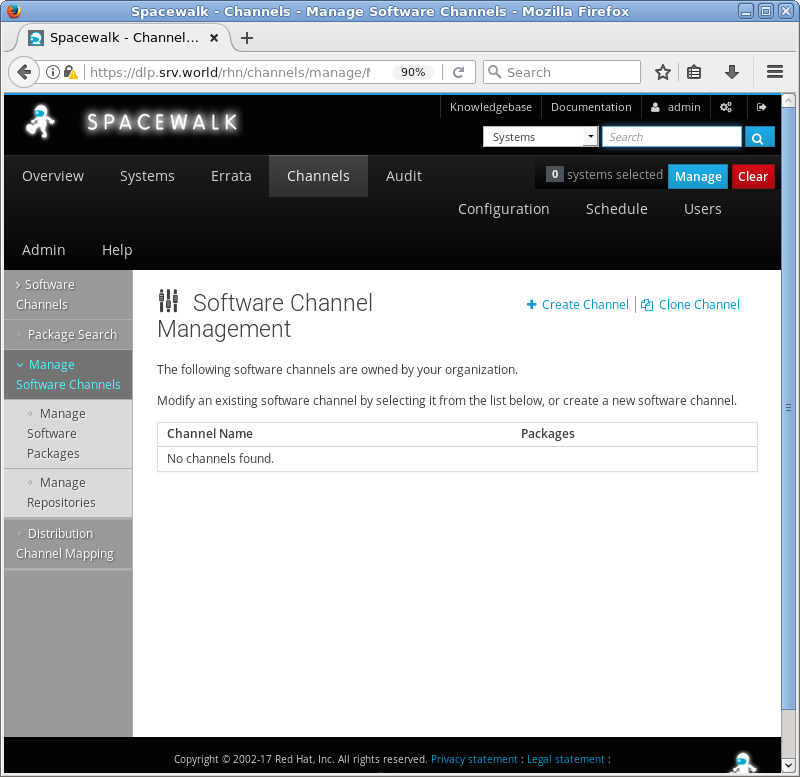 Spacewalk - Channels - Manage Software Channels - Mozilla Firefox
Spacewalk - Channel...
https://dlp.srv.world/rhn/channels/manage/
90%
Search
Knowledgebase
Documentation
admin
SPACEWALK
Systems
Search
Overview
Systems
Errata
Channels
Audit
0 systems selected
Manage
Clear
Configuration
Schedule
Users
Admin
Help
Software
Channels
Package Search
Manage
Software Channels
Manage
Software
Packages
Manage
Repositories
Distribution
Channel Mapping
Software Channel
Management
Create Channel
Clone Channel
The following software channels are owned by your organization.
Modify an existing software channel by selecting it from the list below, or create a new software channel.
Channel Name Packages
No channels found.
Copyright © 2002-17 Red Hat, Inc. All rights reserved. Privacy statement : Legal statement :